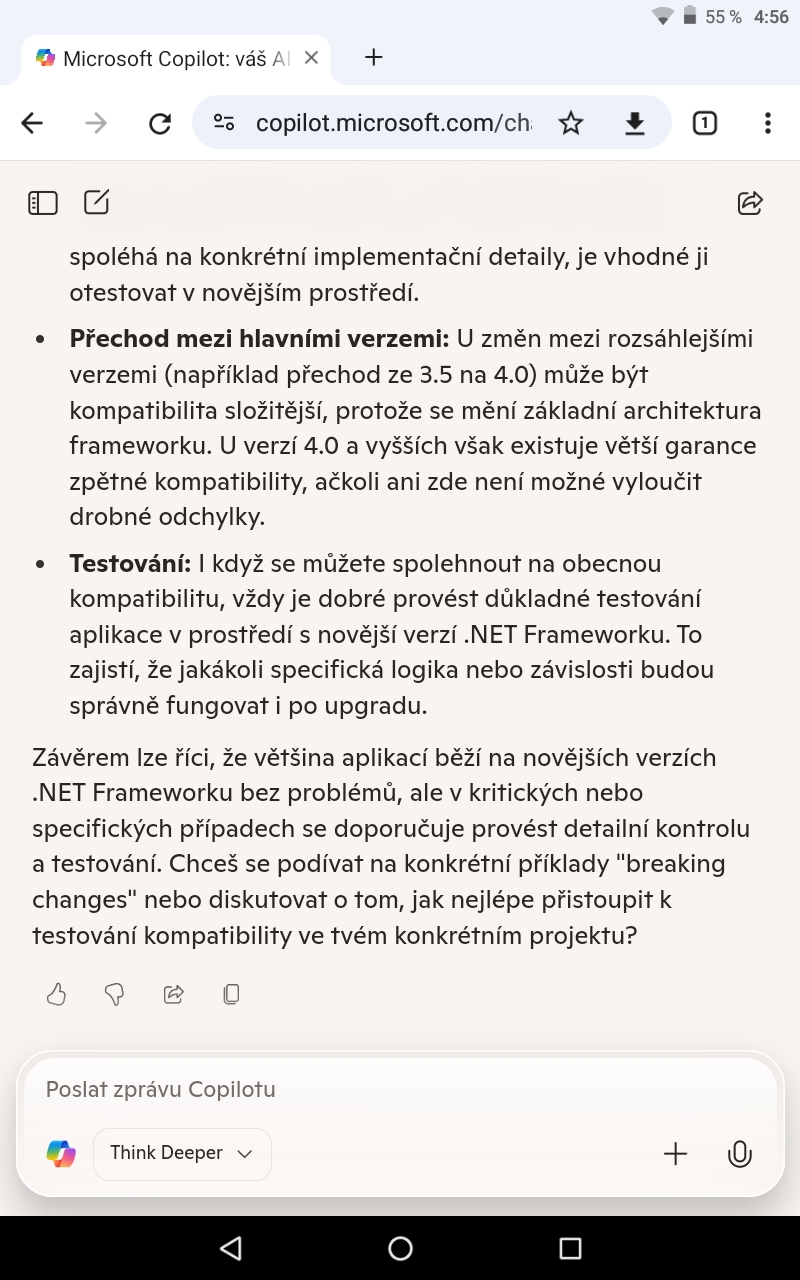 55 % 4:56
Microsoft Copilot: váš AI
copilot.microsoft.com/ch
1
spoléhá na konkrétní implementační detaily, je vhodné ji
otestovat v novějším prostředí.
• Přechod mezi hlavními verzemi: U změn mezi rozsáhlejšími
verzemi (například přechod ze 3.5 na 4.0) může být
kompatibilita složitější, protože se mění základní architektura
frameworku. U verzí 4.0 a vyšších však existuje větší garance
zpětné kompatibility, ačkoli ani zde není možné vyloučit
drobné odchylky.
• Testování: I když se můžete spolehnout na obecnou
kompatibilitu, vždy je dobré provést důkladné testování
aplikace v prostředí s novější verzí .NET Frameworku. To
zajistí, že jakákoli specifická logika nebo závislosti budou
správně fungovat i po upgradu.
Závěrem lze říci, že většina aplikací běží na novějších verzích
.NET Frameworku bez problémů, ale v kritických nebo
specifických případech se doporučuje provést detailní kontrolu
a testování. Chceš se podívat na konkrétní příklady "breaking
changes" nebo diskutovat o tom, jak nejlépe přistoupit k
testování kompatibility ve tvém konkrétním projektu?
Poslat zprávu Copilotu
Think Deeper